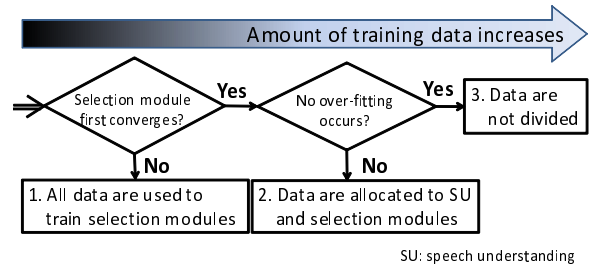 Amount of training data increases
Selection module
first converges?
Yes
No over-fitting
occurs?
Yes
3. Data are
not divided
No
No
1. All data are used to
train selection modules
2. Data are allocated to SU
and selection modules
SU: speech understanding